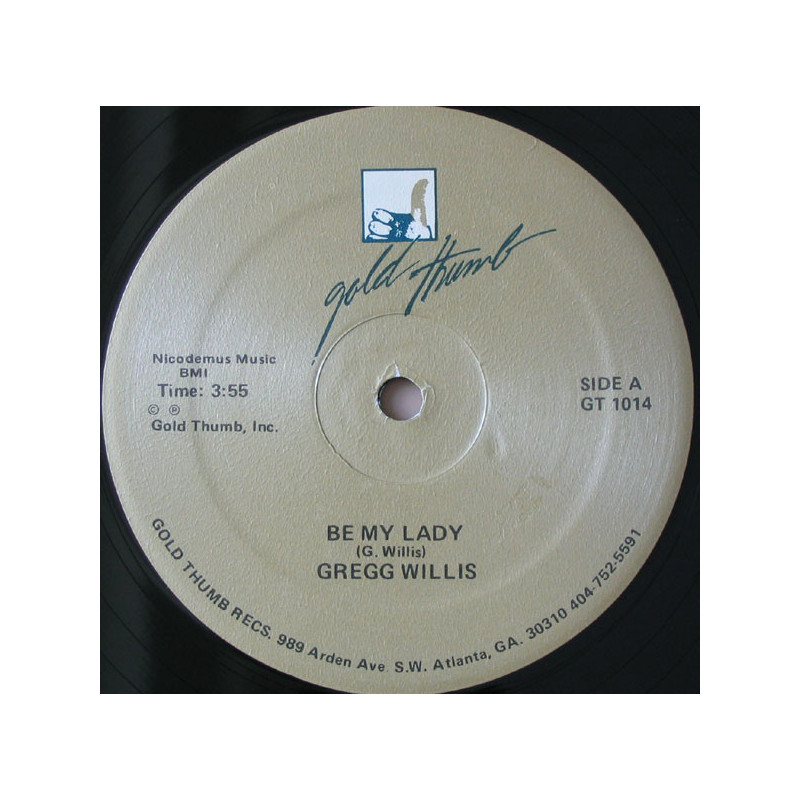 gold thumb
Nicodemus Music
BMI
Time: 3:55
© ℗
Gold Thumb, Inc.
SIDE A
GT 1014
BE MY LADY
(G. Willis)
GREGG WILLIS
GOLD THUMB RECS. 989 Arden Ave. S.W. Atlanta, GA. 30310 404-752-5591